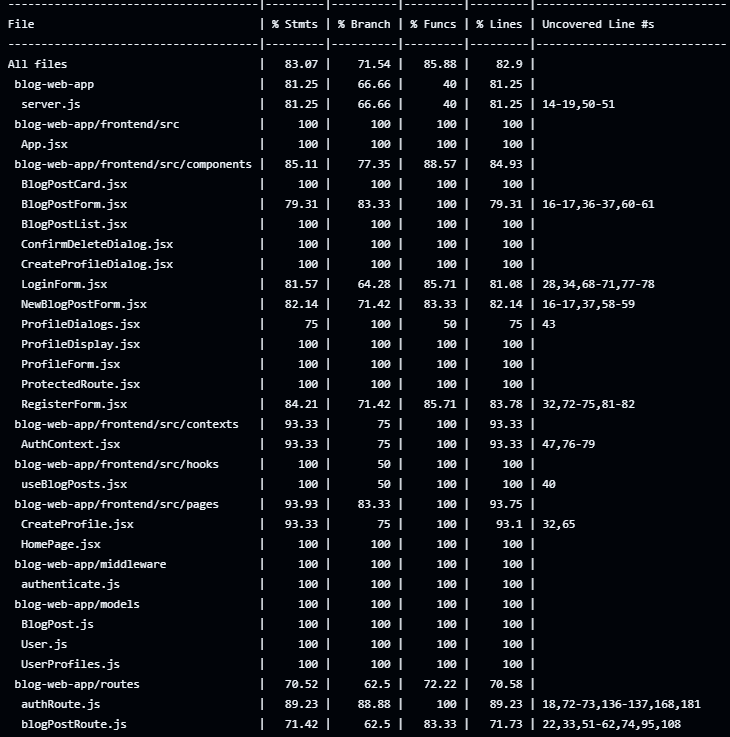 --------------------------------------|---------|----------|---------|---------|-----------------------------
File                                  | % Stmts | % Branch | % Funcs | % Lines | Uncovered Line #s
--------------------------------------|---------|----------|---------|---------|-----------------------------
All files                             |   83.07 |    71.54 |   85.88 |    82.9 |
 blog-web-app                         |   81.25 |    66.66 |      40 |   81.25 |
  server.js                           |   81.25 |    66.66 |      40 |   81.25 | 14-19,50-51
 blog-web-app/frontend/src            |     100 |      100 |     100 |     100 |
  App.jsx                             |     100 |      100 |     100 |     100 |
 blog-web-app/frontend/src/components |   85.11 |    77.35 |   88.57 |   84.93 |
  BlogPostCard.jsx                    |     100 |      100 |     100 |     100 |
  BlogPostForm.jsx                    |   79.31 |    83.33 |     100 |   79.31 | 16-17,36-37,60-61
  BlogPostList.jsx                    |     100 |      100 |     100 |     100 |
  ConfirmDeleteDialog.jsx             |     100 |      100 |     100 |     100 |
  CreateProfileDialog.jsx             |     100 |      100 |     100 |     100 |
  LoginForm.jsx                       |   81.57 |    64.28 |   85.71 |   81.08 | 28,34,68-71,77-78
  NewBlogPostForm.jsx                 |   82.14 |    71.42 |   83.33 |   82.14 | 16-17,37,58-59
  ProfileDialogs.jsx                  |      75 |      100 |      50 |      75 | 43
  ProfileDisplay.jsx                  |     100 |      100 |     100 |     100 |
  ProfileForm.jsx                     |     100 |      100 |     100 |     100 |
  ProtectedRoute.jsx                  |     100 |      100 |     100 |     100 |
  RegisterForm.jsx                    |   84.21 |    71.42 |   85.71 |   83.78 | 32,72-75,81-82
 blog-web-app/frontend/src/contexts   |   93.33 |       75 |     100 |   93.33 |
  AuthContext.jsx                     |   93.33 |       75 |     100 |   93.33 | 47,76-79
 blog-web-app/frontend/src/hooks      |     100 |       50 |     100 |     100 |
  useBlogPosts.jsx                    |     100 |       50 |     100 |     100 | 40
 blog-web-app/frontend/src/pages      |   93.93 |    83.33 |     100 |   93.75 |
  CreateProfile.jsx                   |   93.33 |       75 |     100 |    93.1 | 32,65
  HomePage.jsx                        |     100 |      100 |     100 |     100 |
 blog-web-app/middleware              |     100 |      100 |     100 |     100 |
  authenticate.js                     |     100 |      100 |     100 |     100 |
 blog-web-app/models                  |     100 |      100 |     100 |     100 |
  BlogPost.js                         |     100 |      100 |     100 |     100 |
  User.js                             |     100 |      100 |     100 |     100 |
  UserProfiles.js                     |     100 |      100 |     100 |     100 |
 blog-web-app/routes                  |   70.52 |     62.5 |   72.22 |   70.58 |
  authRoute.js                        |   89.23 |    88.88 |     100 |   89.23 | 18,72-73,136-137,168,181
  blogPostRoute.js                    |   71.42 |     62.5 |   83.33 |   71.73 | 22,33,51-62,74,95,108